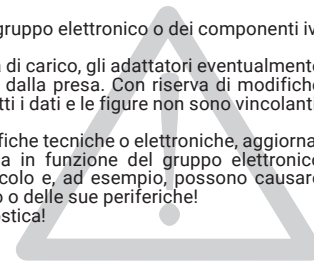 gruppo elettronico o dei componenti iv
di carico, gli adattatori eventualmente
dalla presa. Con riserva di modifiche
tti i dati e le figure non sono vincolanti
fiche tecniche o elettroniche, aggiorna
a in funzione del gruppo elettronico
colo e, ad esempio, possono causare
o delle sue periferiche!
ostica!